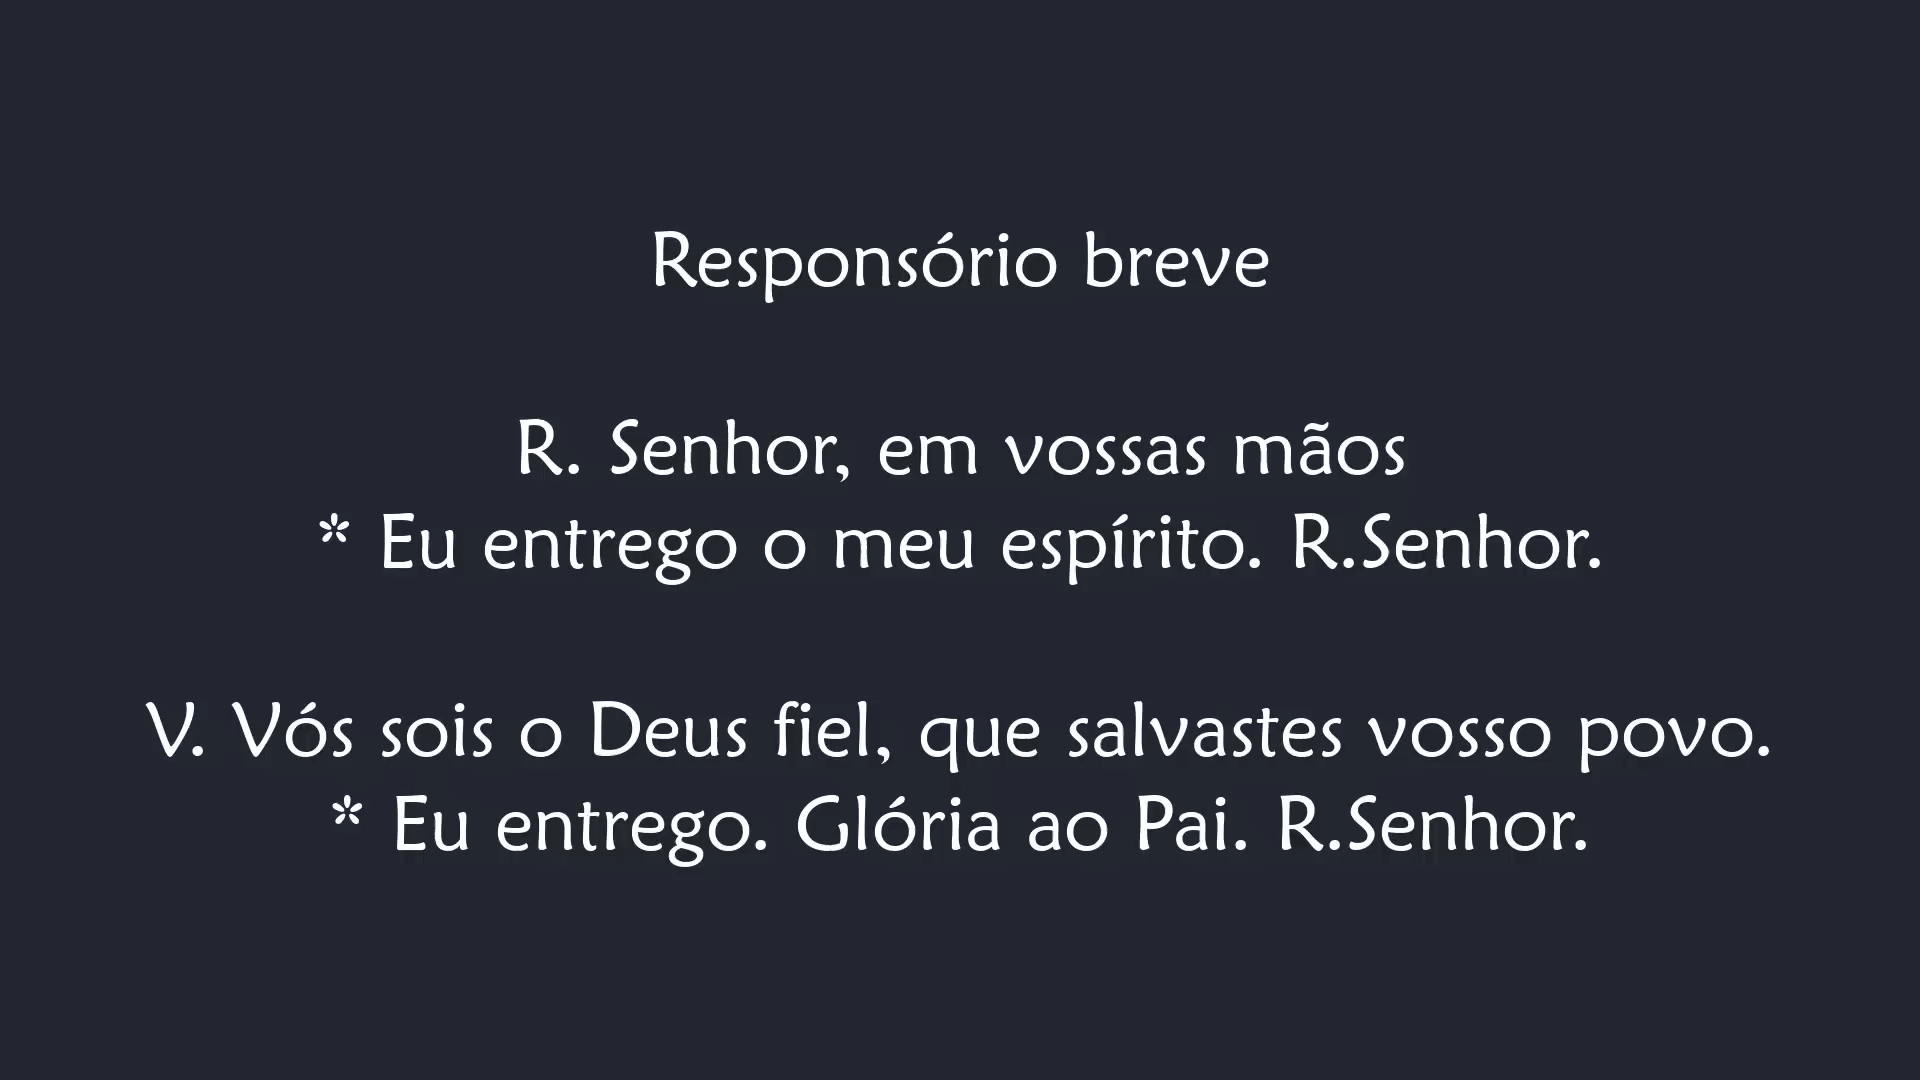 Responsório breve
R. Senhor, em vossas mãos
* Eu entrego o meu espírito. R.Senhor.
V. Vós sois o Deus fiel, que salvastes vosso povo.
* Eu entrego. Glória ao Pai. R.Senhor.